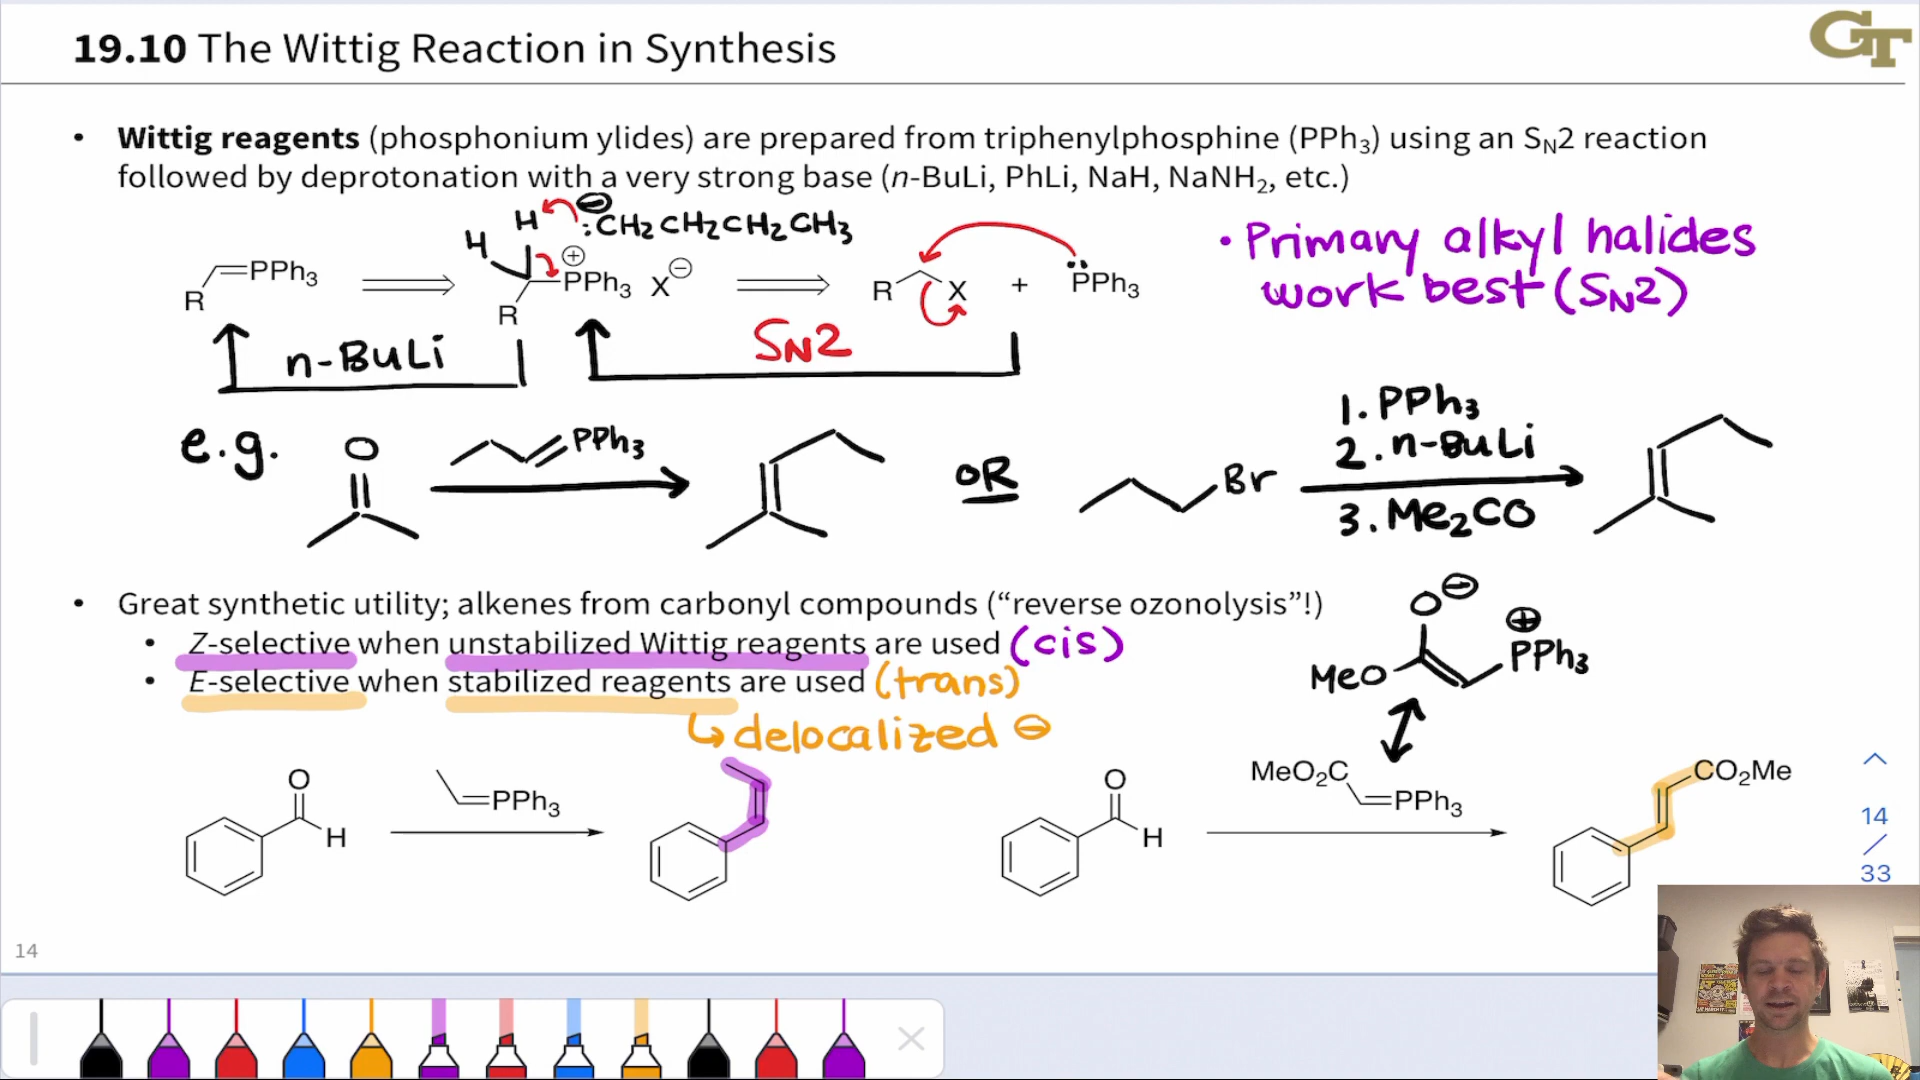 19.10 The Wittig Reaction in Synthesis
GT
• Wittig reagents (phosphonium ylides) are prepared from triphenylphosphine (PPh₃) using an S_N2 reaction
followed by deprotonation with a very strong base (n-BuLi, PhLi, NaH, NaNH₂, etc.)
H ⊖:CH₂CH₂CH₂CH₃
H
R PPh₃
R ⊕ PPh₃ X⊖
R X + PPh₃
• Primary alkyl halides
work best (S_N2)
n-BuLi
S_N2
e.g. O
PPh₃
OR
Br
1. PPh₃
2. n-BuLi
3. Me₂CO
• Great synthetic utility; alkenes from carbonyl compounds (“reverse ozonolysis”!)
• Z-selective when unstabilized Wittig reagents are used (cis)
• E-selective when stabilized reagents are used (trans)
↳ delocalized ⊖
O⊖
MeO ⊕ PPh₃
O H
PPh₃
O H
MeO₂C PPh₃
CO₂Me
14
/
33
14